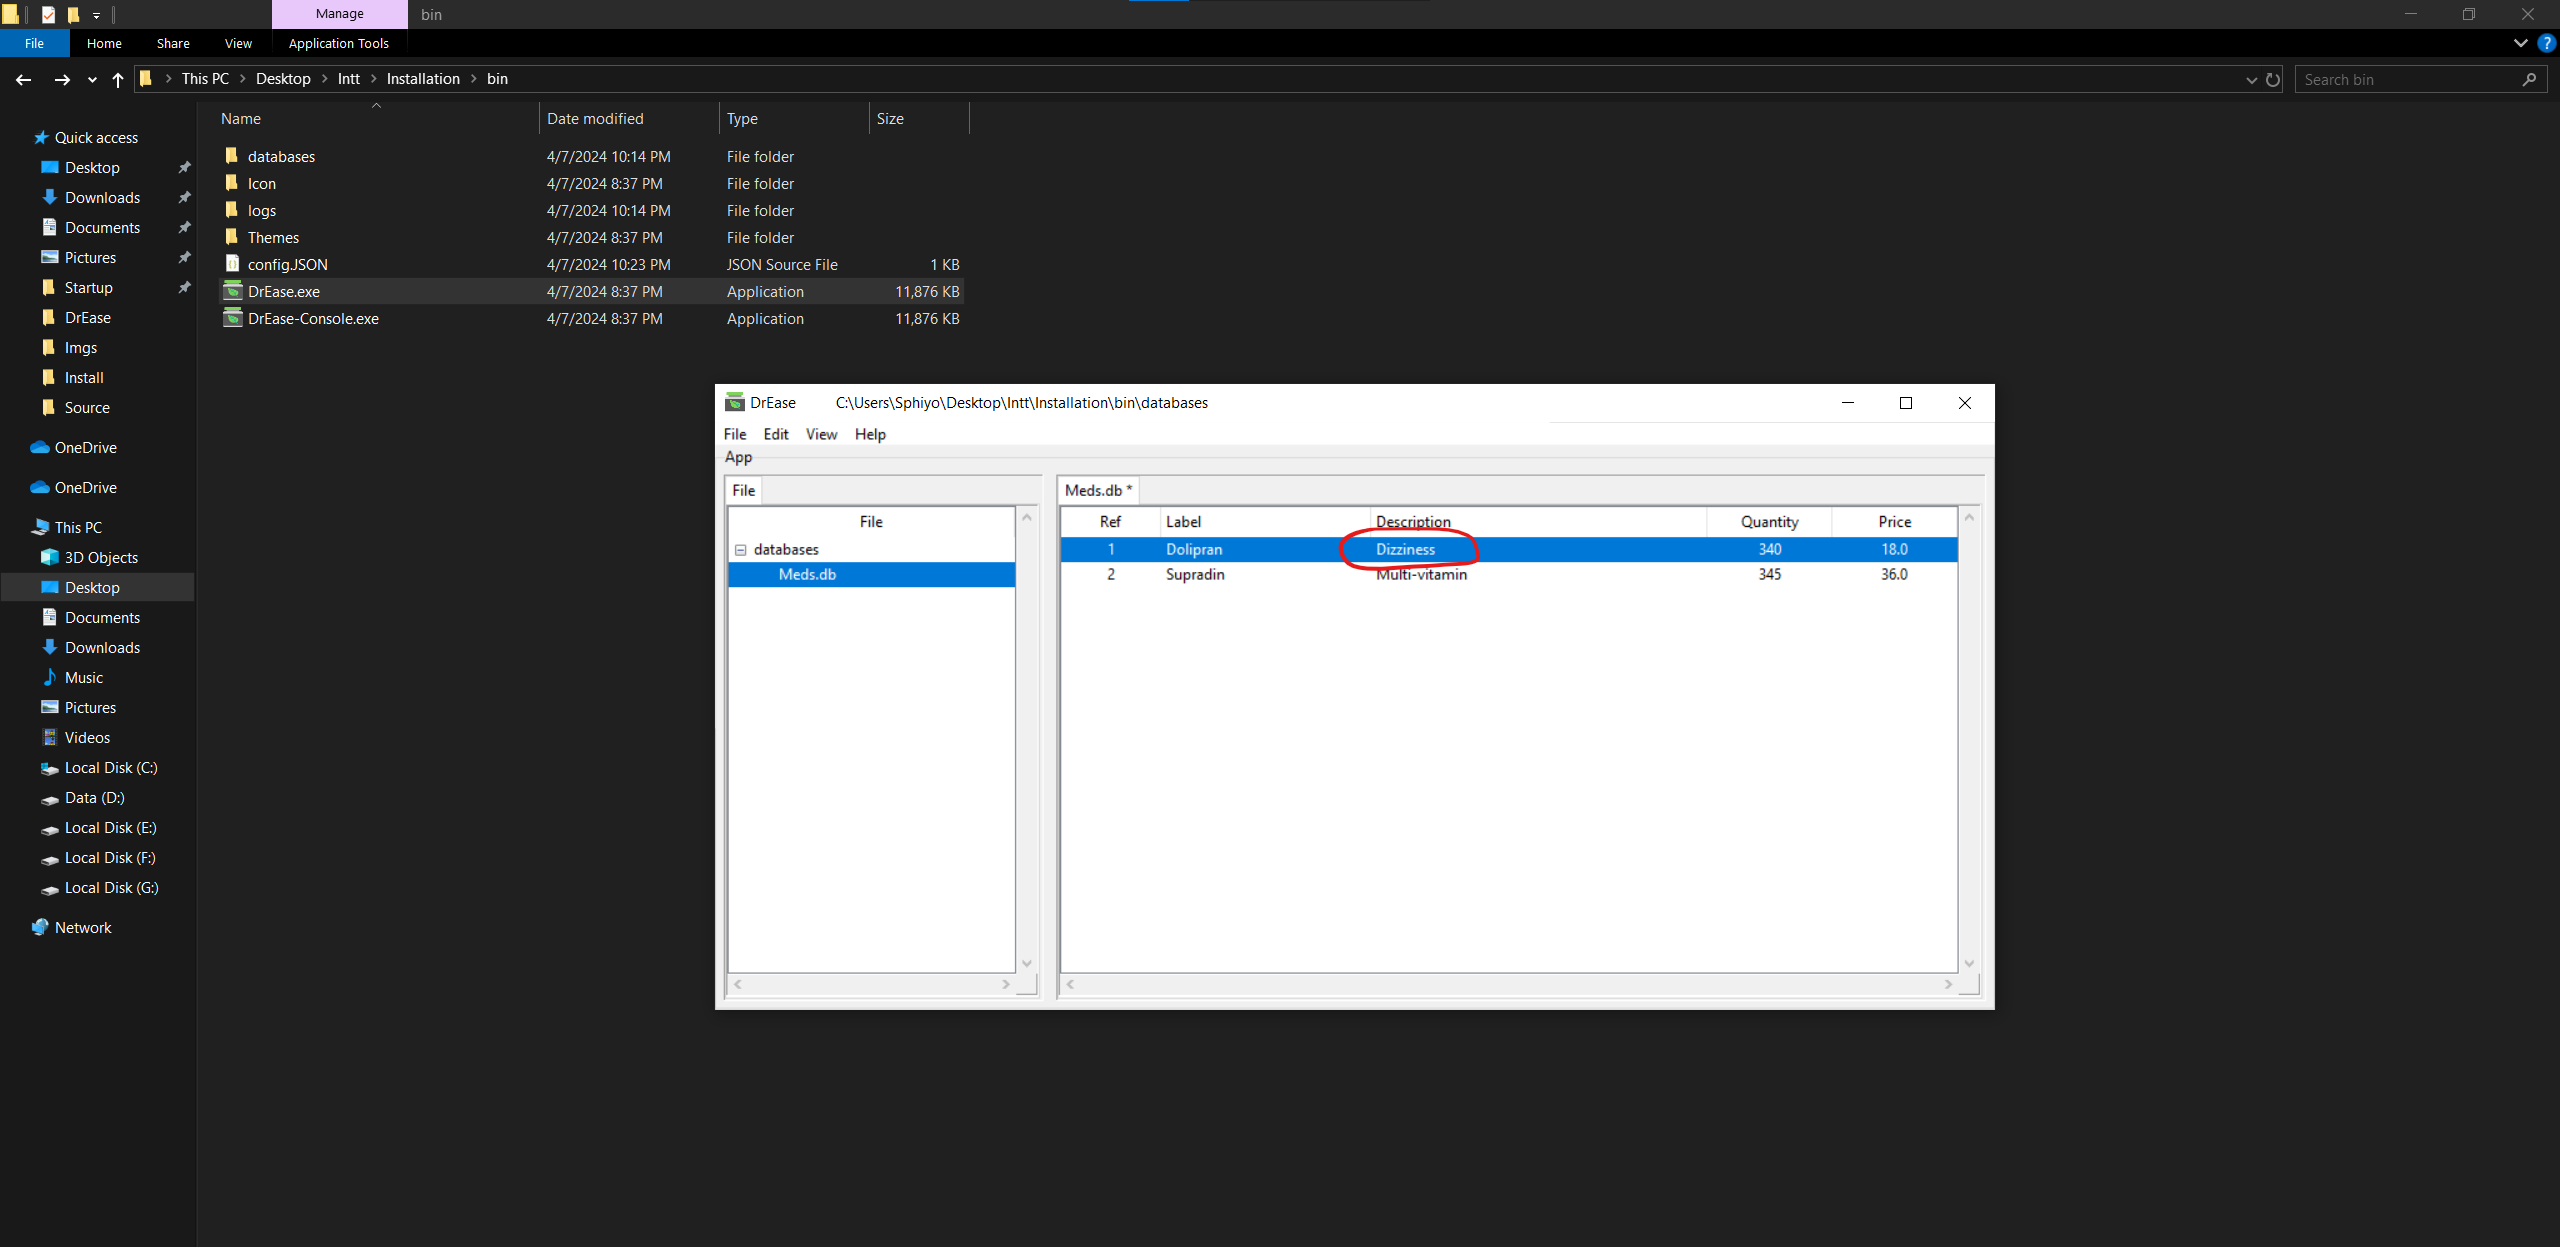 Manage
bin
File Home Share View Application Tools
This PC Desktop Intt Installation bin
Search bin
Name Date modified Type Size
databases 4/7/2024 10:14 PM File folder
Icon 4/7/2024 8:37 PM File folder
logs 4/7/2024 10:14 PM File folder
Themes 4/7/2024 8:37 PM File folder
config.JSON 4/7/2024 10:23 PM JSON Source File 1 KB
DrEase.exe 4/7/2024 8:37 PM Application 11,876 KB
DrEase-Console.exe 4/7/2024 8:37 PM Application 11,876 KB
Quick access
Desktop
Downloads
Documents
Pictures
Startup
DrEase
Imgs
Install
Source
OneDrive
OneDrive
This PC
3D Objects
Desktop
Documents
Downloads
Music
Pictures
Videos
Local Disk (C:)
Data (D:)
Local Disk (E:)
Local Disk (F:)
Local Disk (G:)
Network
DrEase C:\Users\Sphiyo\Desktop\Intt\Installation\bin\databases
File Edit View Help
App
File
File
databases
Meds.db
Meds.db *
Ref Label Description Quantity Price
1 Dolipran Dizziness 340 18.0
2 Supradin Multi-vitamin 345 36.0